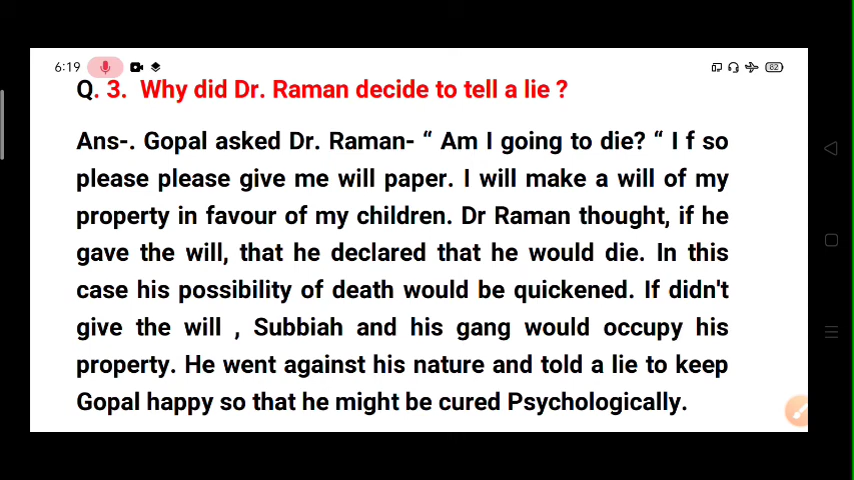 6:19
82
Q. 3. Why did Dr. Raman decide to tell a lie ?
Ans-. Gopal asked Dr. Raman- “ Am I going to die? “ I f so
please please give me will paper. I will make a will of my
property in favour of my children. Dr Raman thought, if he
gave the will, that he declared that he would die. In this
case his possibility of death would be quickened. If didn't
give the will , Subbiah and his gang would occupy his
property. He went against his nature and told a lie to keep
Gopal happy so that he might be cured Psychologically.